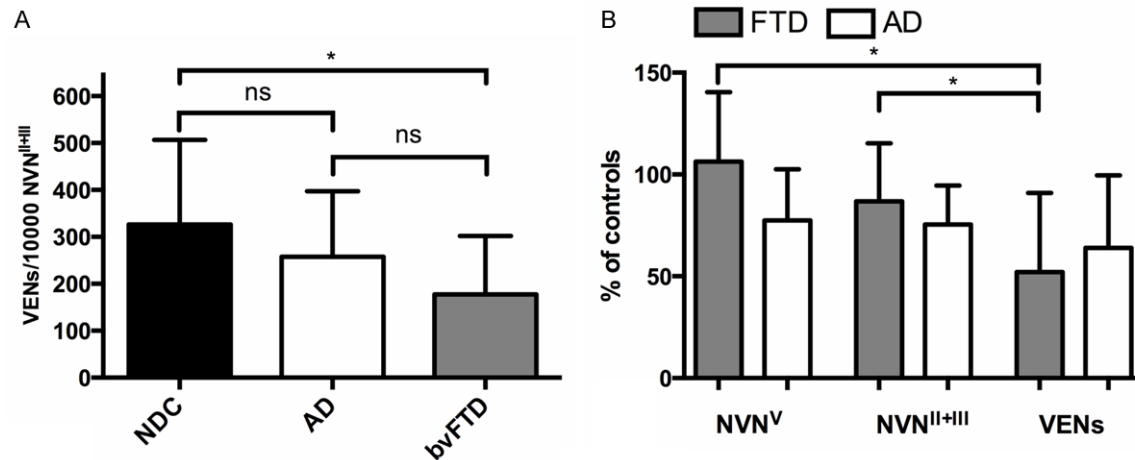 A
VENs/10000 NVN^II+III
600
500
400
300
200
100
0
*
ns
ns
NDC
AD
bvFTD
B
FTD
AD
% of controls
150
100
50
0
*
*
NVN^V
NVN^II+III
VENs